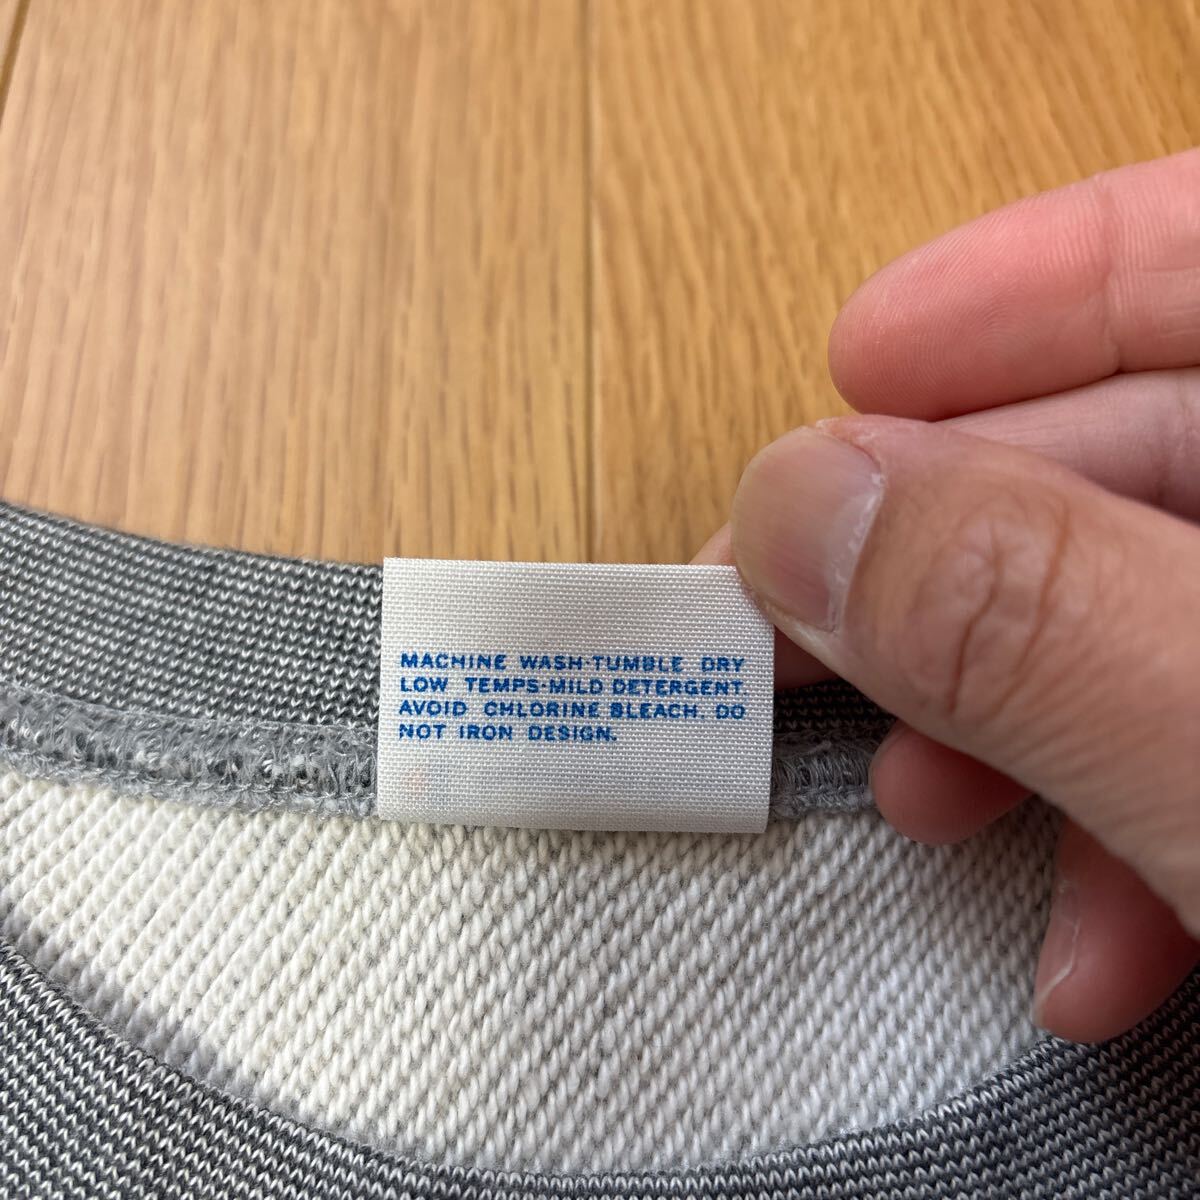 MACHINE WASH·TUMBLE DRY
LOW TEMPS·MILD DETERGENT.
AVOID CHLORINE BLEACH. DO
NOT IRON DESIGN.